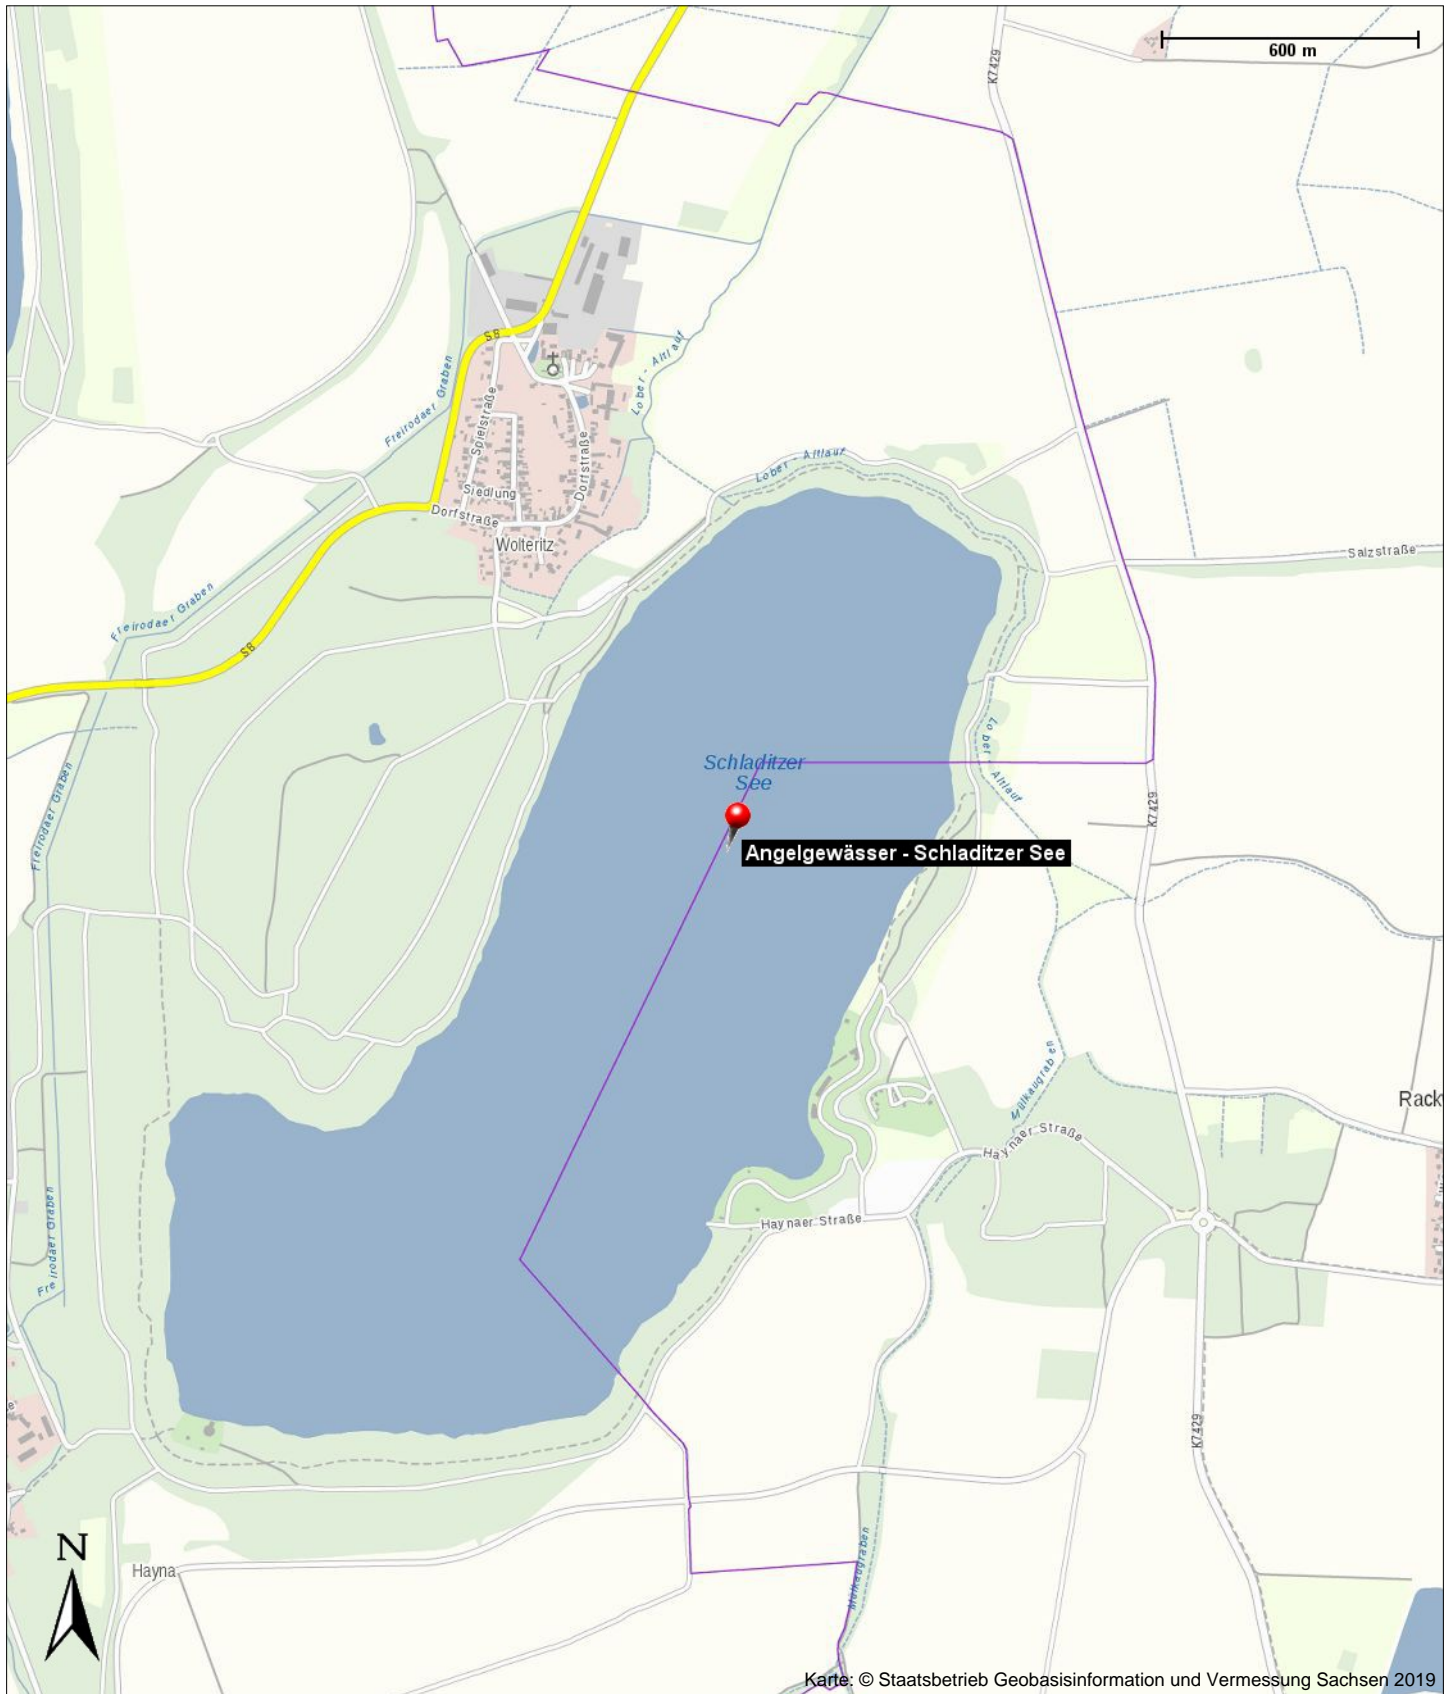 K7429
600 m
S8
Freirodaer Graben
Lober - Altlauf
Spielstraße
Dorfstraße
Siedlung
Dorfstraße
Wolteritz
Lober - Altlauf
Salzstraße
Freirodaer Graben
S8
Lober - Altlauf
Schladitzer
See
Freirodaer Graben
K7429
Angelgewässer - Schladitzer See
Mülkaugraben
Rack
Haynaer Straße
Haynaer Straße
Freirodaer Graben
K7429
N
Hayna
Mülkaugraben
Karte: © Staatsbetrieb Geobasisinformation und Vermessung Sachsen 2019